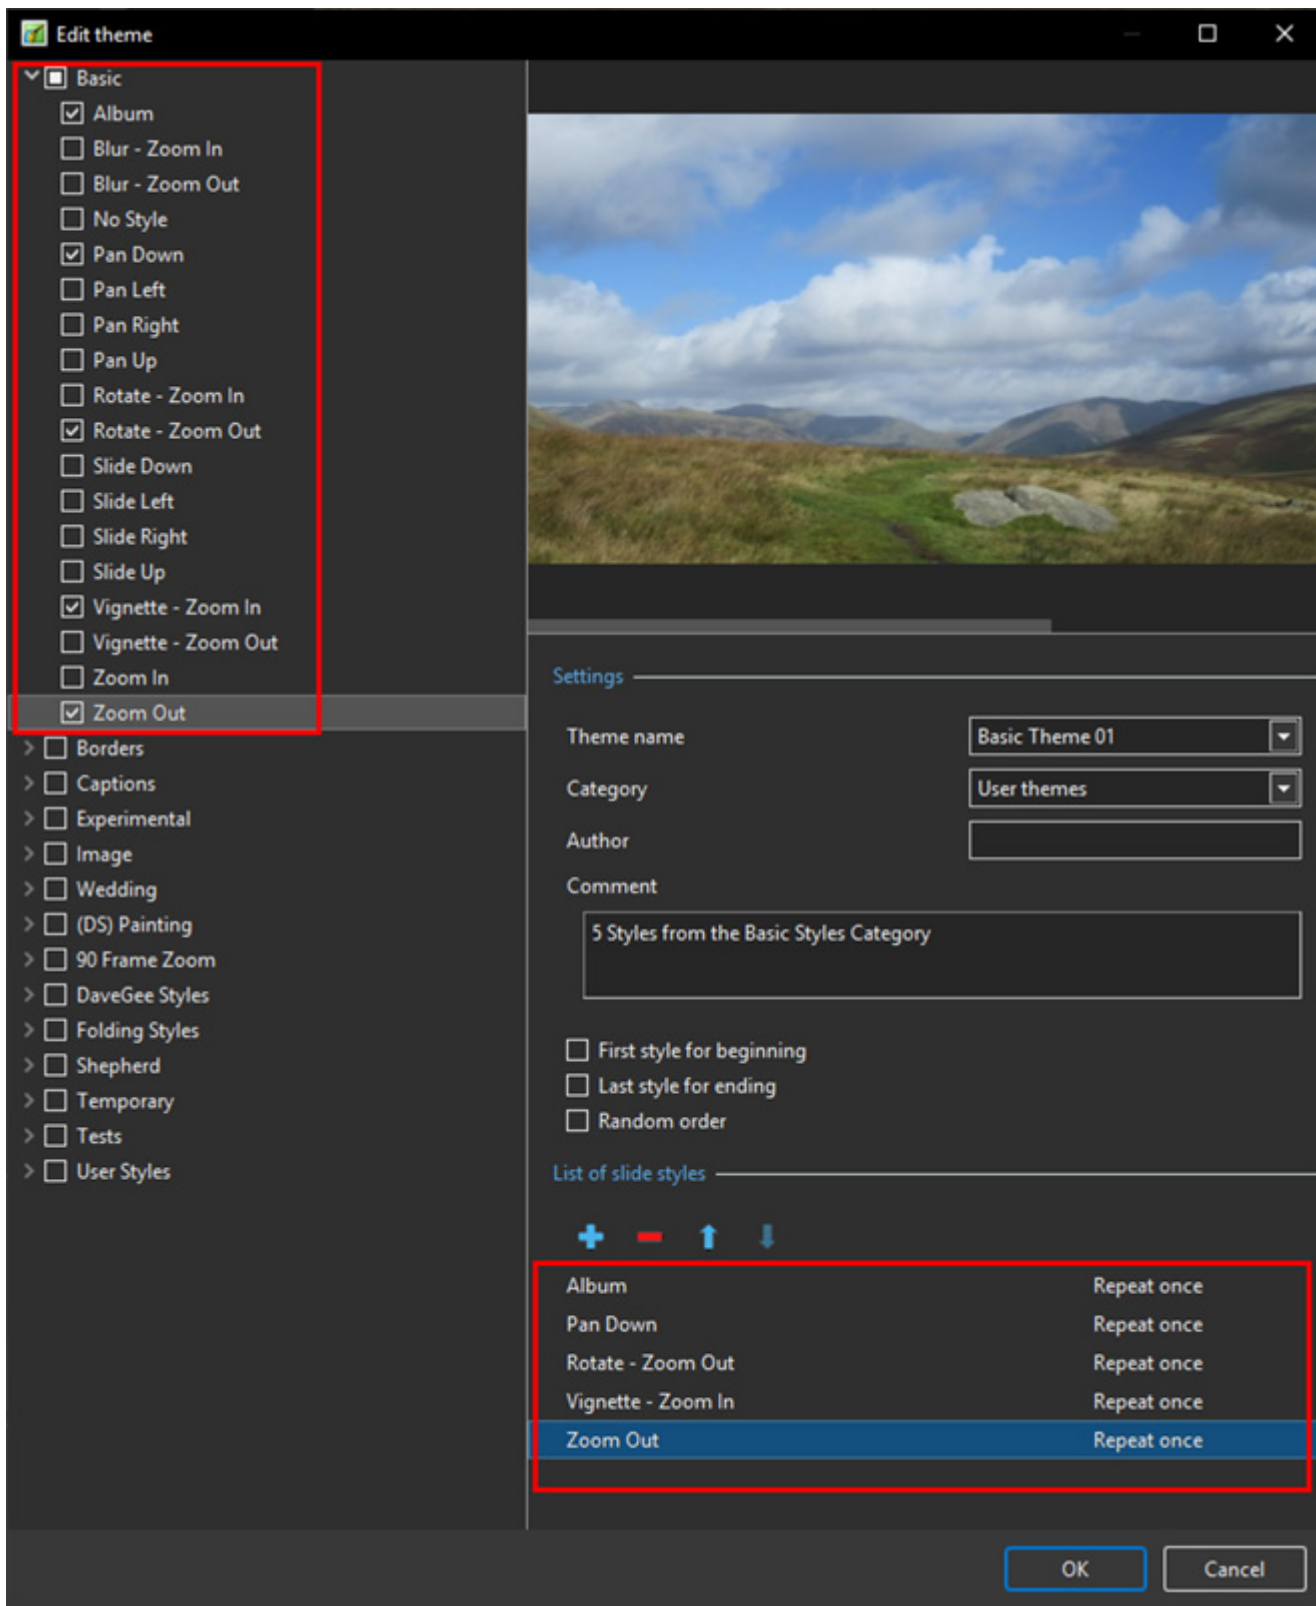 Edit theme
Basic
Album
Blur - Zoom In
Blur - Zoom Out
No Style
Pan Down
Pan Left
Pan Right
Pan Up
Rotate - Zoom In
Rotate - Zoom Out
Slide Down
Slide Left
Slide Right
Slide Up
Vignette - Zoom In
Vignette - Zoom Out
Zoom In
Zoom Out
Borders
Captions
Experimental
Image
Wedding
(DS) Painting
90 Frame Zoom
DaveGee Styles
Folding Styles
Shepherd
Temporary
Tests
User Styles
Settings
Theme name Basic Theme 01
Category User themes
Author
Comment
5 Styles from the Basic Styles Category
First style for beginning
Last style for ending
Random order
List of slide styles
Album Repeat once
Pan Down Repeat once
Rotate - Zoom Out Repeat once
Vignette - Zoom In Repeat once
Zoom Out Repeat once
OK Cancel